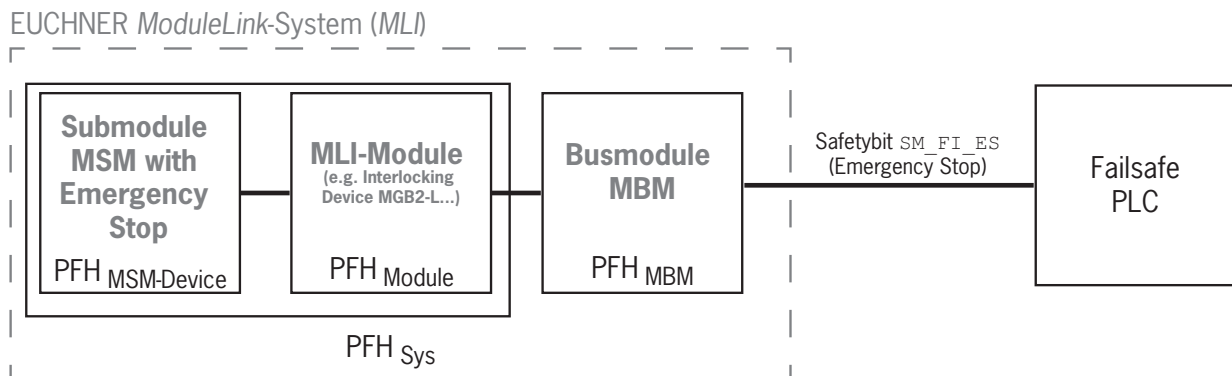 EUCHNER ModuleLink-System (MLI)
Submodule
MSM with
Emergency
Stop
PFH MSM-Device
MLI-Module
(e.g. Interlocking
Device MGB2-L...)
PFH Module
Busmodule
MBM
PFH MBM
PFH Sys
Safetybit SM_FI_ES
(Emergency Stop)
Failsafe
PLC